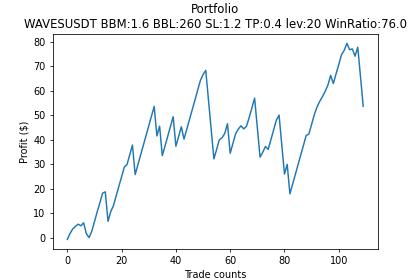 Portfolio
WAVESUSDT BBM:1.6 BBL:260 SL:1.2 TP:0.4 lev:20 WinRatio:76.0
80
70
60
50
40
30
20
10
0
Profit ($)
0 20 40 60 80 100
Trade counts